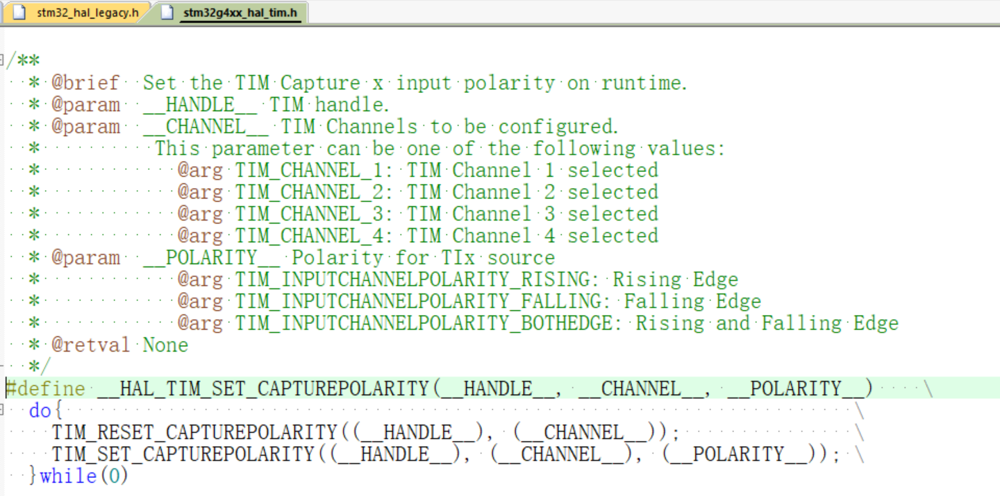 stm32_hal_legacy.h stm32g4xx_hal_tim.h
/**
  * @brief  Set the TIM Capture x input polarity on runtime.
  * @param  __HANDLE__ TIM handle.
  * @param  __CHANNEL__ TIM Channels to be configured.
  *          This parameter can be one of the following values:
  *            @arg TIM_CHANNEL_1: TIM Channel 1 selected
  *            @arg TIM_CHANNEL_2: TIM Channel 2 selected
  *            @arg TIM_CHANNEL_3: TIM Channel 3 selected
  *            @arg TIM_CHANNEL_4: TIM Channel 4 selected
  * @param  __POLARITY__ Polarity for TIx source
  *            @arg TIM_INPUTCHANNELPOLARITY_RISING: Rising Edge
  *            @arg TIM_INPUTCHANNELPOLARITY_FALLING: Falling Edge
  *            @arg TIM_INPUTCHANNELPOLARITY_BOTHEDGE: Rising and Falling Edge
  * @retval None
  */
#define __HAL_TIM_SET_CAPTUREPOLARITY(__HANDLE__, __CHANNEL__, __POLARITY__)    \
  do{                                                                     \
    TIM_RESET_CAPTUREPOLARITY((__HANDLE__), (__CHANNEL__));               \
    TIM_SET_CAPTUREPOLARITY((__HANDLE__), (__CHANNEL__), (__POLARITY__)); \
  }while(0)